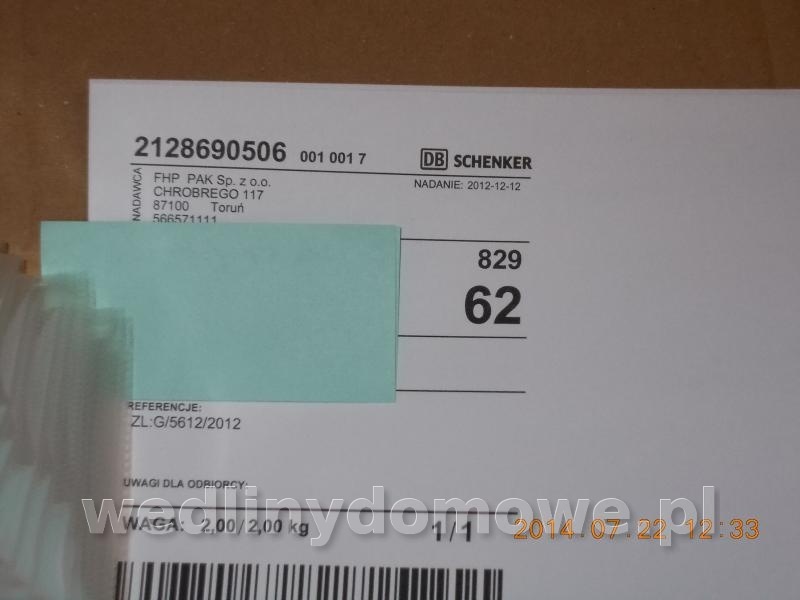 2128690506 001 001 7 DB SCHENKER
NADAWCA
FHP PAK Sp. z o.o. NADANIE: 2012-12-12
CHROBREGO 117
87100 Toruń
566571111
829
62
REFERENCJE:
ZL:G/5612/2012
UWAGI DLA ODBIORCY:
wedlinydomowe.pl
WAGA: 2,00/2,00 kg 1/1 2014.07.22 12:33